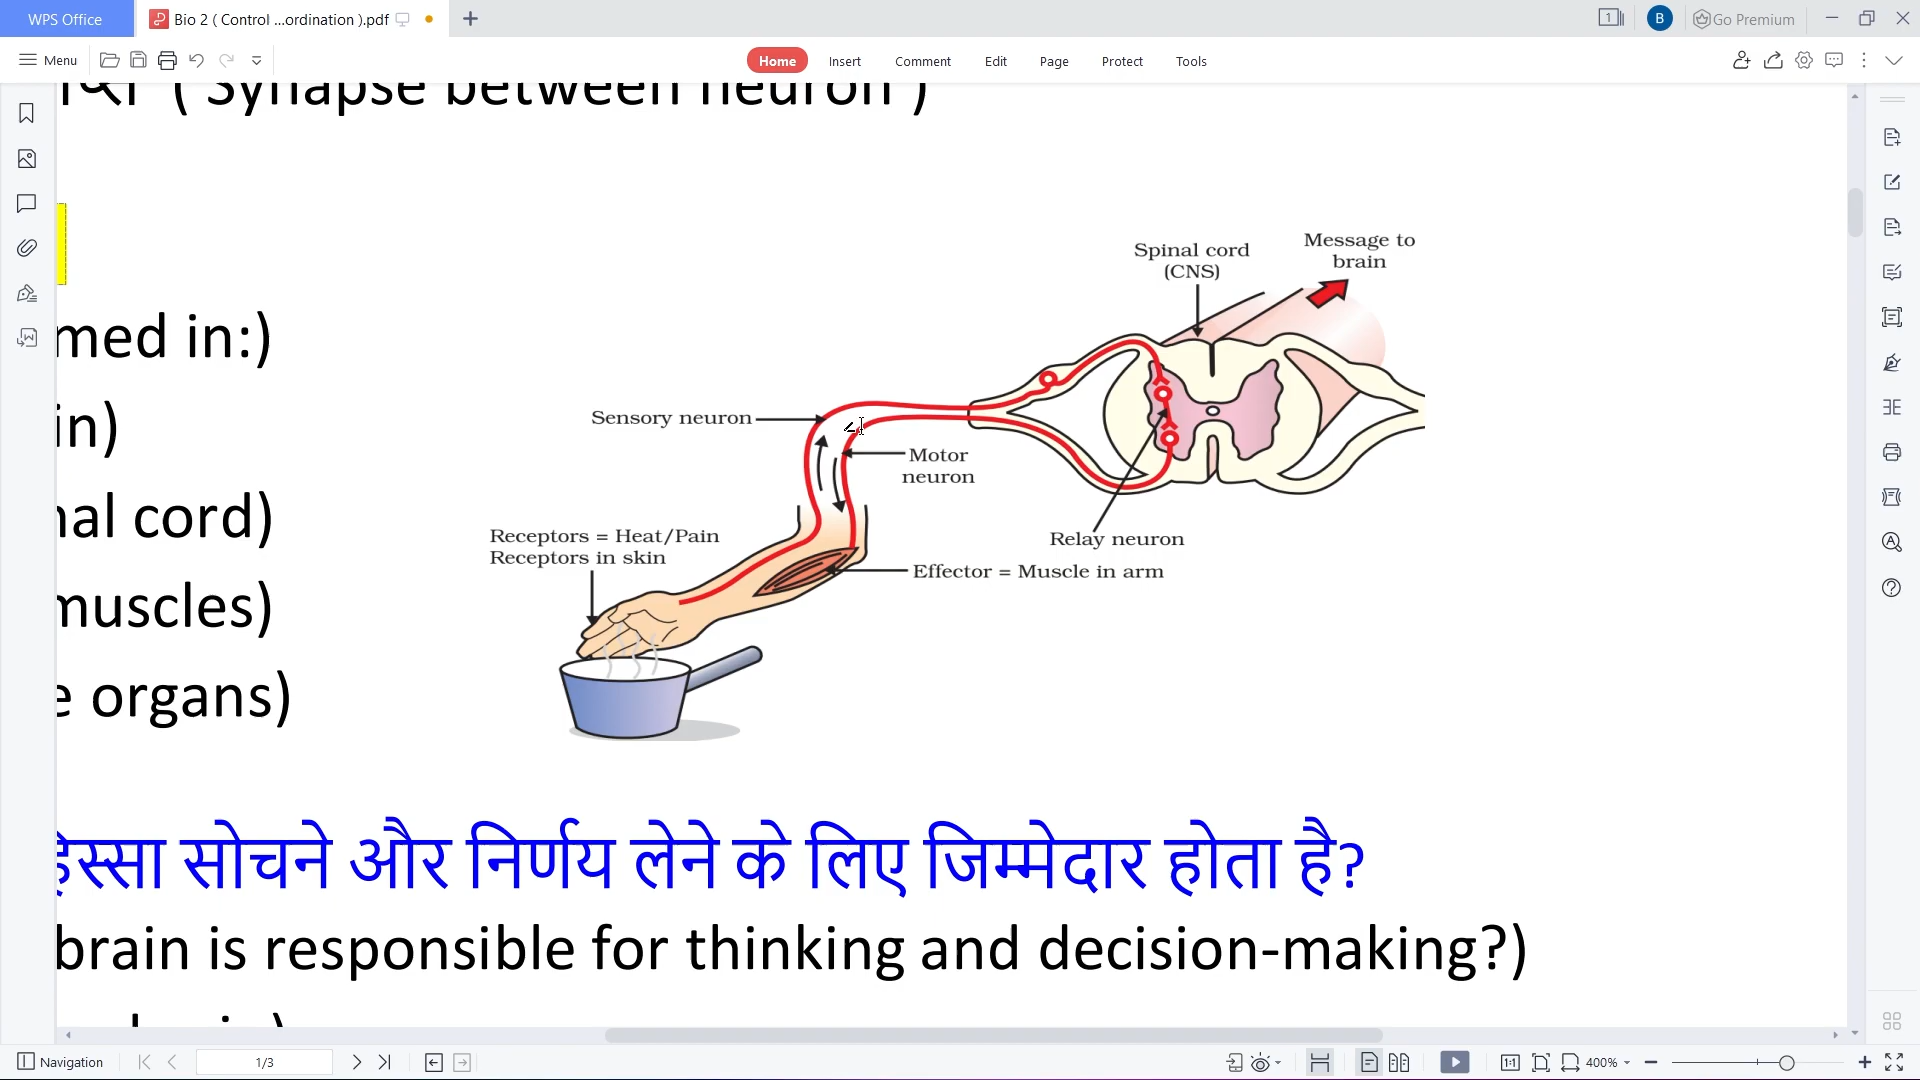 WPS Office
Bio 2 ( Control ...ordination ).pdf
B
Go Premium
Menu
Home Insert Comment Edit Page Protect Tools
( Synapse between neuron )
med in:)
in)
nal cord)
muscles)
e organs)
Spinal cord
(CNS)
Message to
brain
Sensory neuron
Motor
neuron
Receptors = Heat/Pain
Receptors in skin
Relay neuron
Effector = Muscle in arm
हिस्सा सोचने और निर्णय लेने के लिए जिम्मेदार होता है?
brain is responsible for thinking and decision-making?)
Navigation
1/3
400%